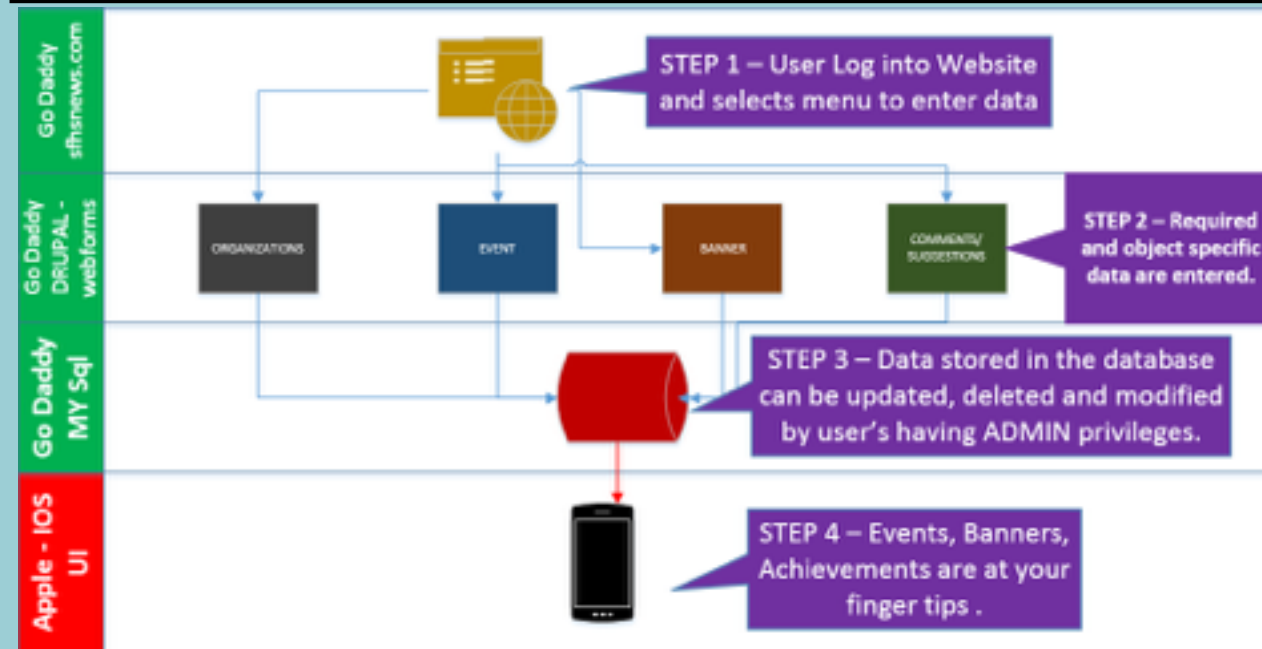 Go Daddy
sfhsnews.com
STEP 1 – User Log into Website
and selects menu to enter data
Go Daddy
DRUPAL -
webforms
ORGANIZATIONS
EVENT
BANNER
COMMENTS/
SUGGESTIONS
STEP 2 – Required
and object specific
data are entered.
Go Daddy
MY Sql
STEP 3 – Data stored in the database
can be updated, deleted and modified
by user's having ADMIN privileges.
Apple - IOS
UI
STEP 4 – Events, Banners,
Achievements are at your
finger tips .